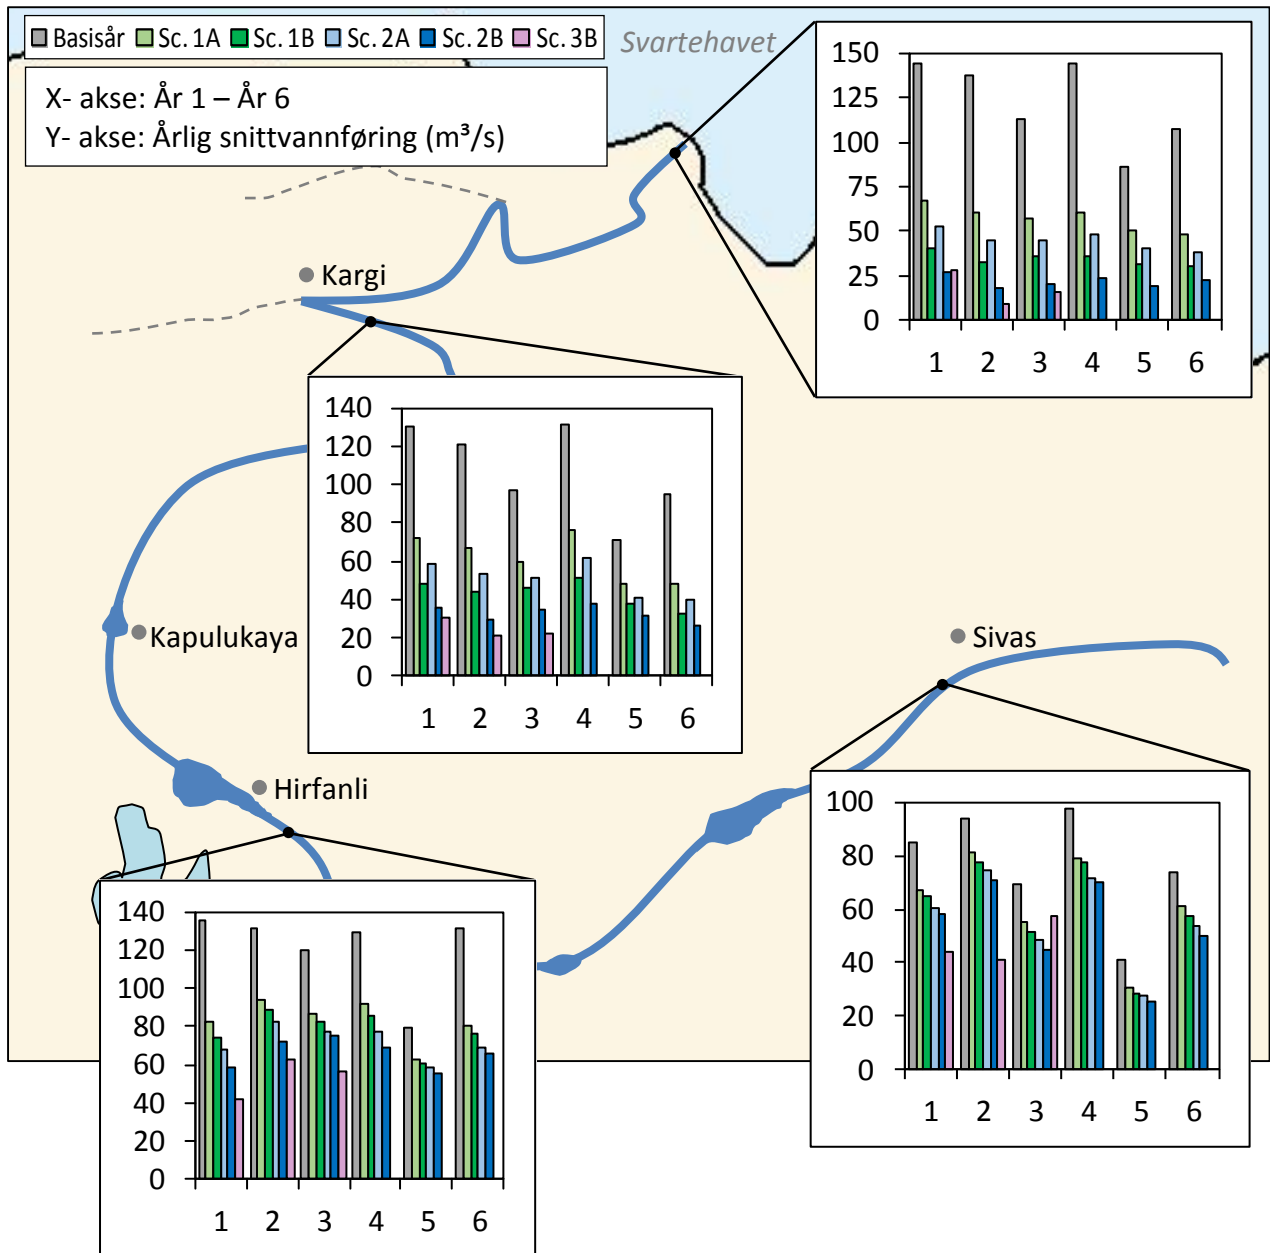 Basisår Sc. 1A Sc. 1B Sc. 2A Sc. 2B Sc. 3B
Svartehavet
X- akse: År 1 – År 6
Y- akse: Årlig snittvannføring (m³/s)
150
125
100
75
50
25
0
1 2 3 4 5 6
Kargi
140
120
100
80
60
40
20
0
1 2 3 4 5 6
Kapulukaya
Sivas
Hirfanli
100
80
60
40
20
0
1 2 3 4 5 6
140
120
100
80
60
40
20
0
1 2 3 4 5 6